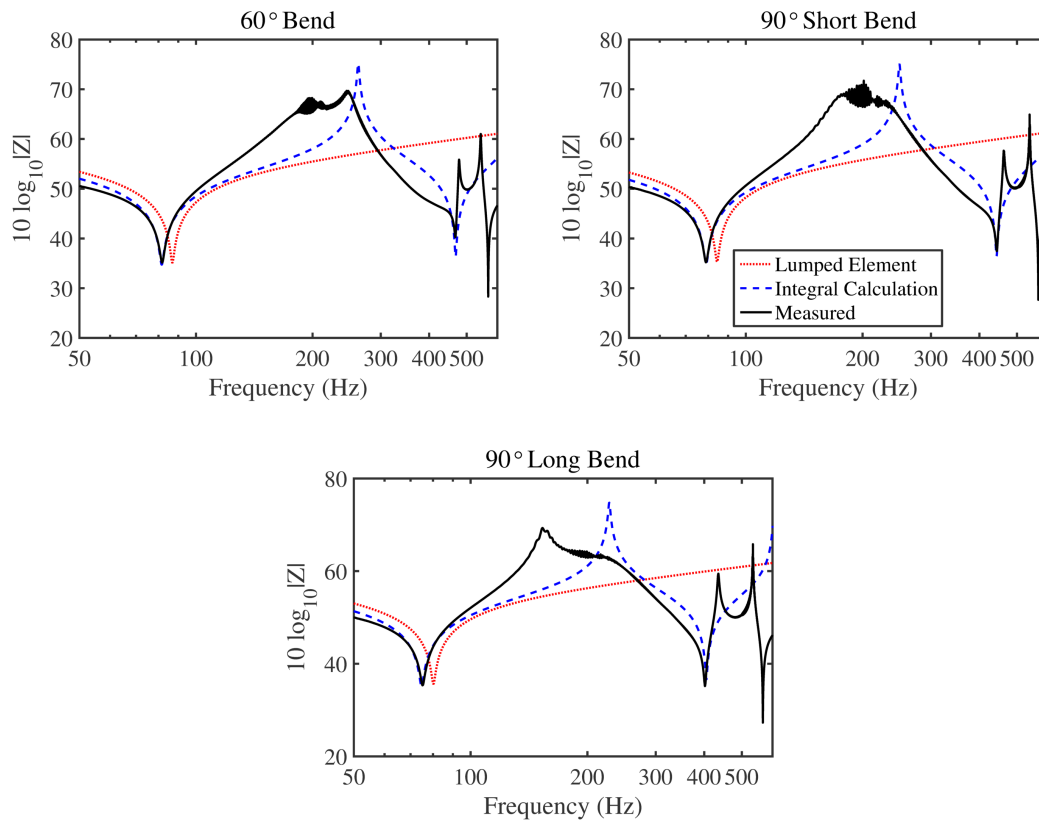 60° Bend
80
70
60
50
40
30
20
10 log10|Z|
50 100 200 300 400 500
Frequency (Hz)
90° Short Bend
80
70
60
50
40
30
20
10 log10|Z|
Lumped Element
Integral Calculation
Measured
50 100 200 300 400 500
Frequency (Hz)
90° Long Bend
80
60
40
20
10 log10|Z|
50 100 200 300 400 500
Frequency (Hz)